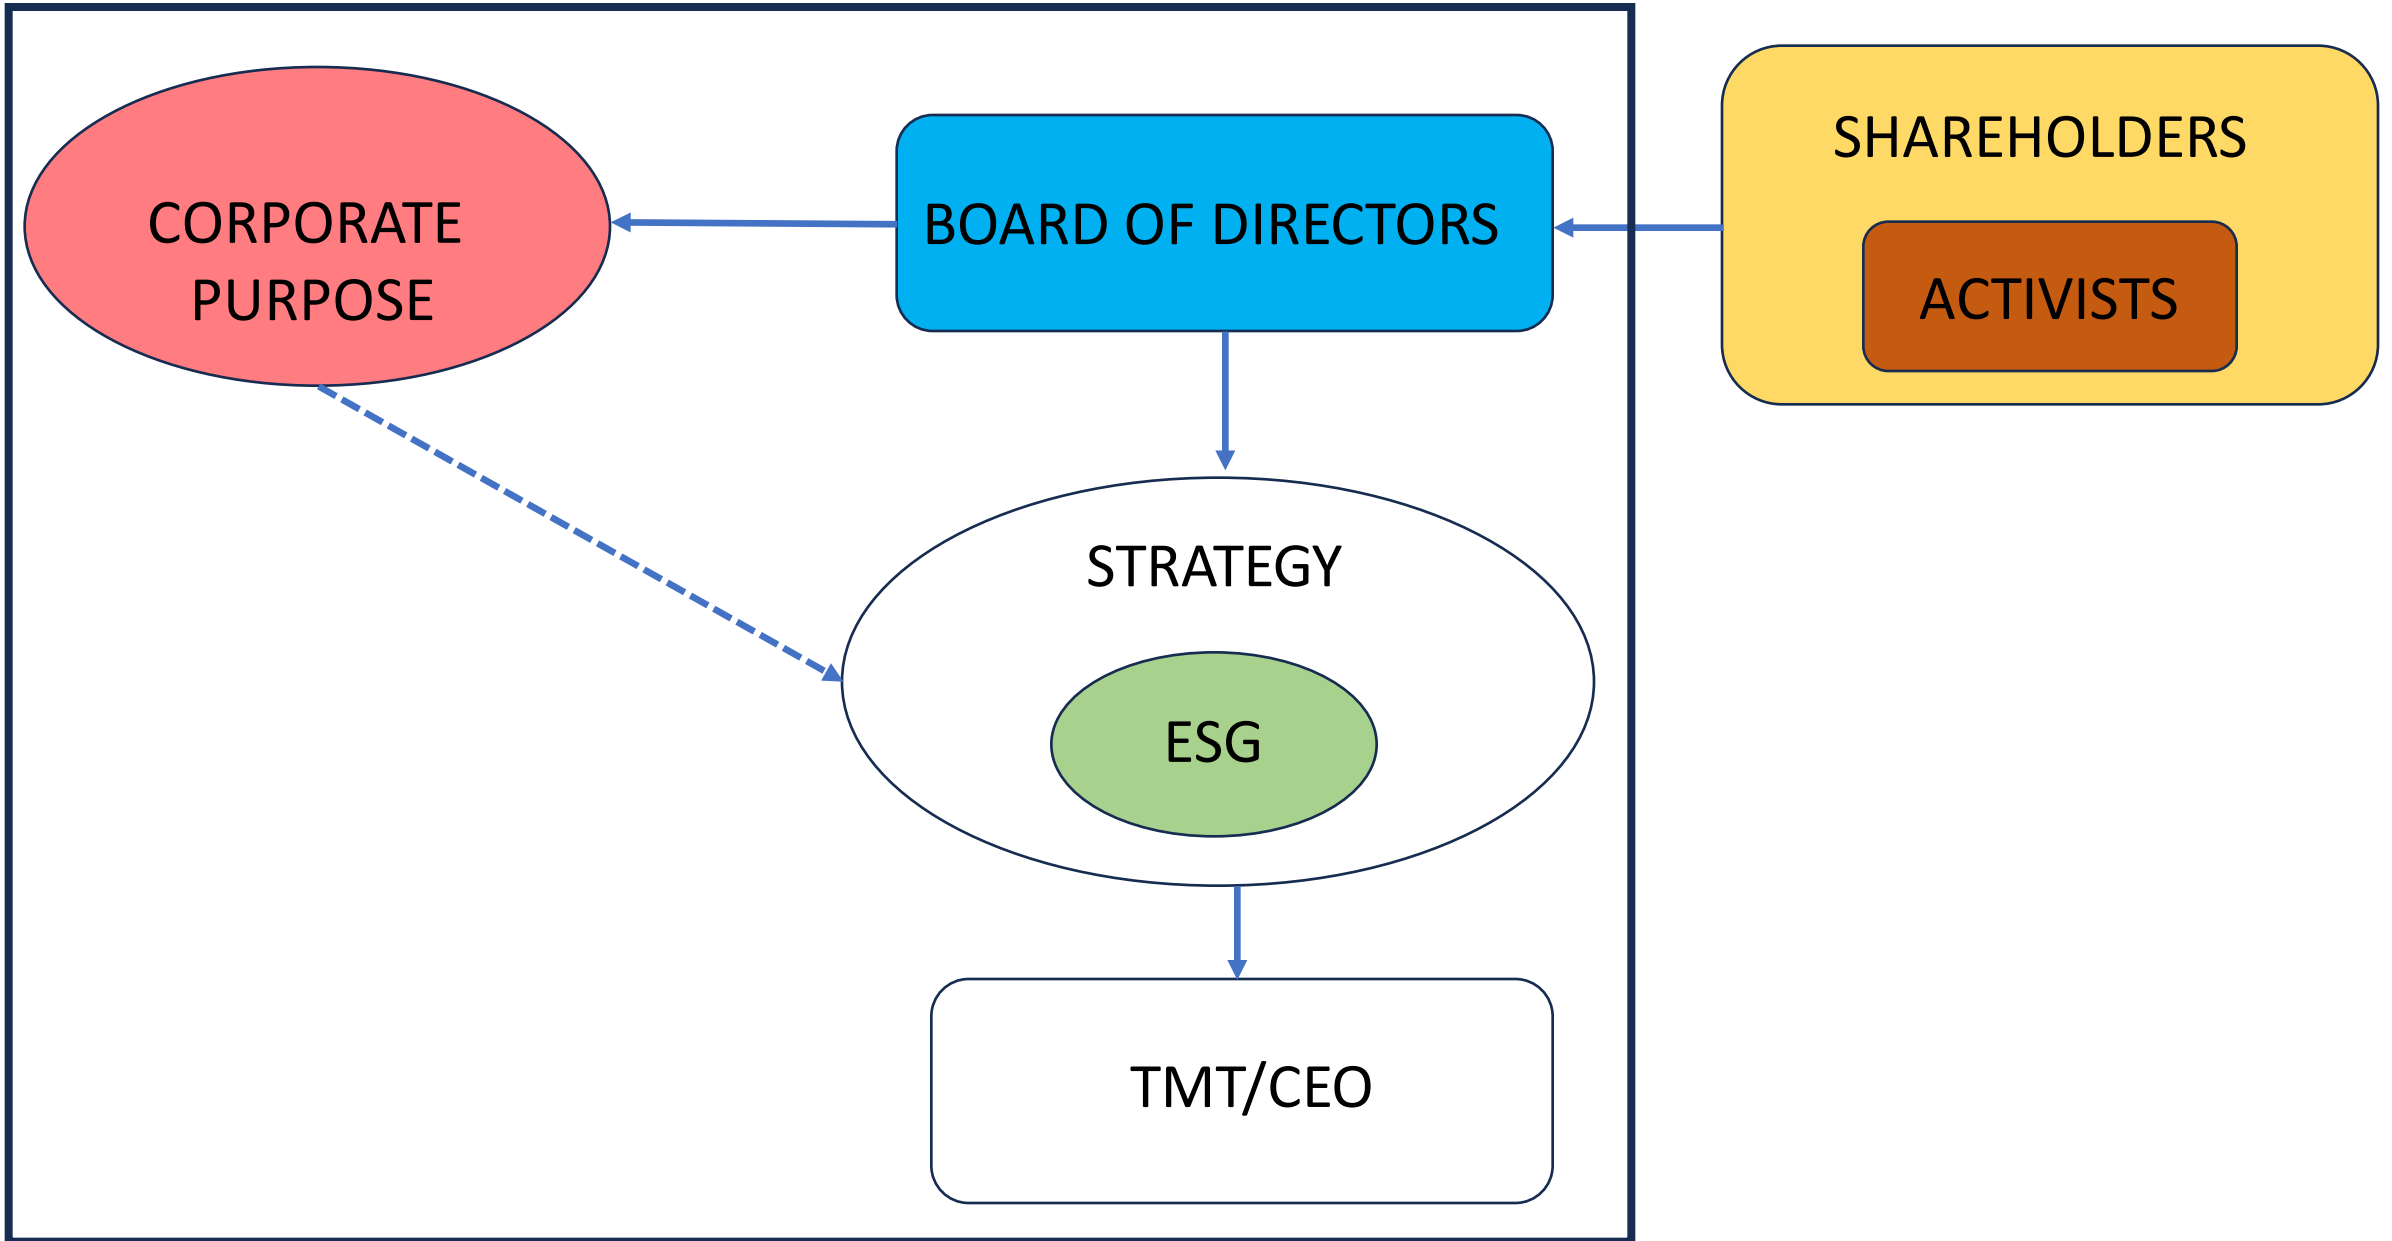 CORPORATE
PURPOSE
BOARD OF DIRECTORS
SHAREHOLDERS
ACTIVISTS
STRATEGY
ESG
TMT/CEO